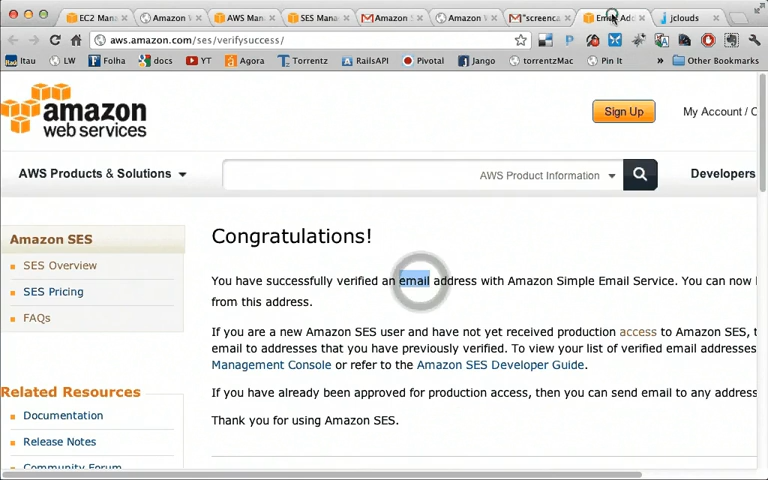 EC2 Mana
Amazon W
AWS Man
SES Mana
Amazon S
Amazon W
"screenca
Email Add
jclouds
aws.amazon.com/ses/verifysuccess/
Itau
LW
Folha
docs
YT
Agora
Torrentz
RailsAPI
Pivotal
Jango
torrentzMac
Pin It
»
Other Bookmarks
amazon
web services
Sign Up
My Account / C
AWS Products & Solutions
AWS Product Information
Developers
Amazon SES
SES Overview
SES Pricing
FAQs
Related Resources
Documentation
Release Notes
Community Forum
Congratulations!
You have successfully verified an email address with Amazon Simple Email Service. You can now
from this address.
If you are a new Amazon SES user and have not yet received production access to Amazon SES,
email to addresses that you have previously verified. To view your list of verified email addresses
Management Console or refer to the Amazon SES Developer Guide.
If you have already been approved for production access, then you can send email to any address
Thank you for using Amazon SES.